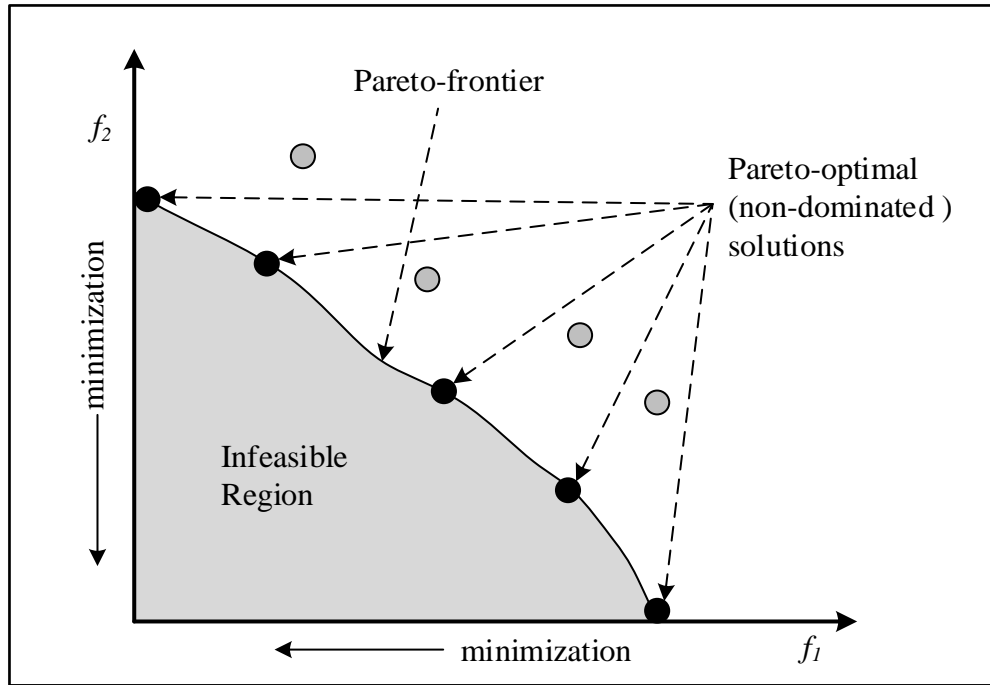 Pareto-frontier
f2
Pareto-optimal
(non-dominated )
solutions
minimization
Infeasible
Region
minimization
f1